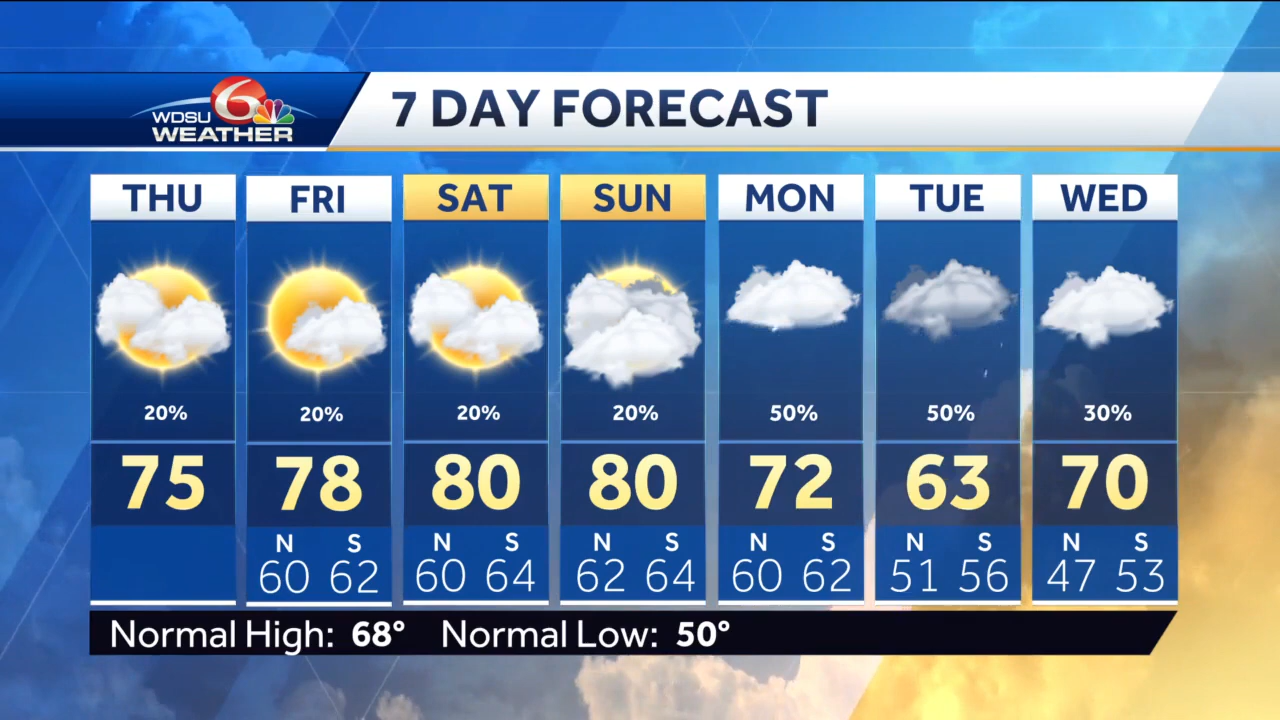 WDSU 6
WEATHER
7 DAY FORECAST
THU FRI SAT SUN MON TUE WED
20% 20% 20% 20% 50% 50% 30%
75 78 80 80 72 63 70
N S N S N S N S N S N S
60 62 60 64 62 64 60 62 51 56 47 53
Normal High: 68° Normal Low: 50°